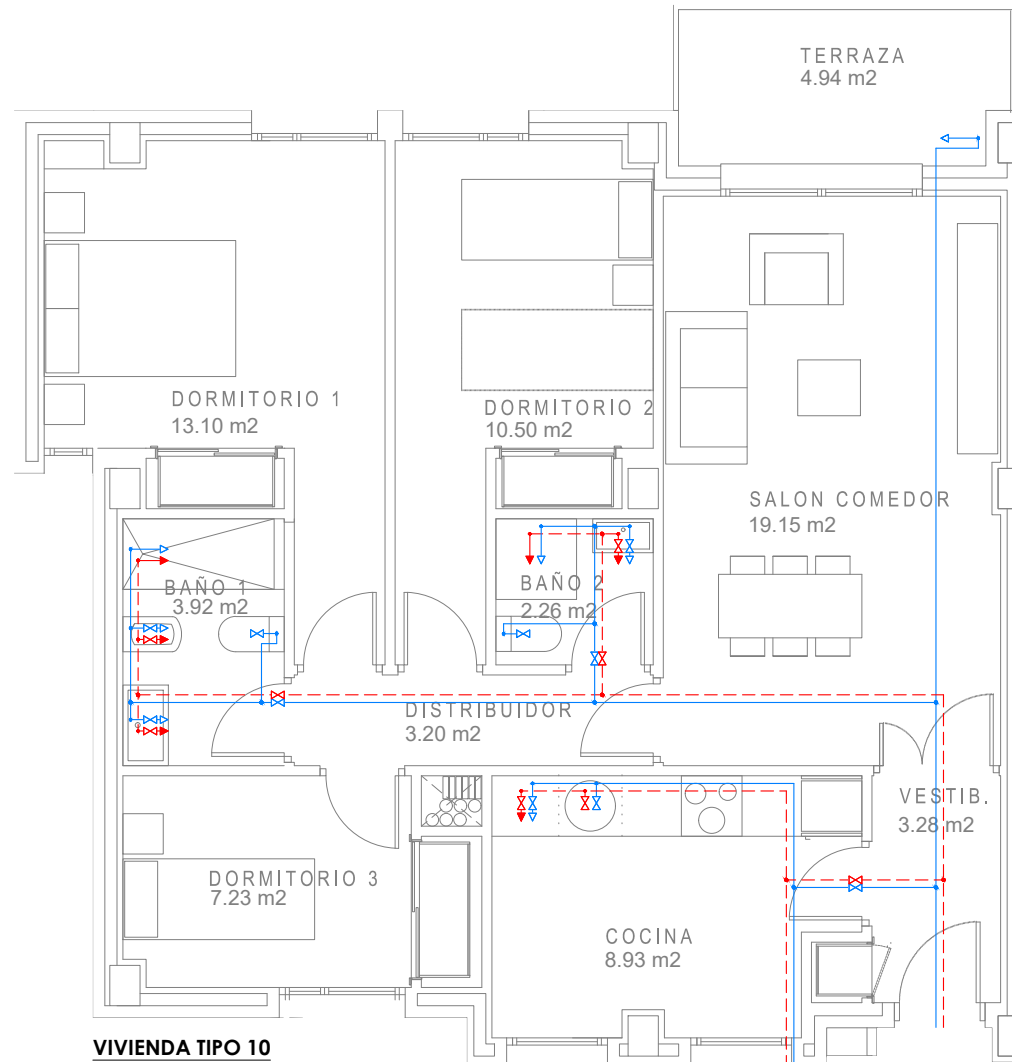 TERRAZA
4.94 m2
DORMITORIO 1
13.10 m2
DORMITORIO 2
10.50 m2
SALON COMEDOR
19.15 m2
BAÑO 1
3.92 m2
BAÑO 2
2.26 m2
DISTRIBUIDOR
3.20 m2
VESTIB.
3.28 m2
DORMITORIO 3
7.23 m2
COCINA
8.93 m2
VIVIENDA TIPO 10